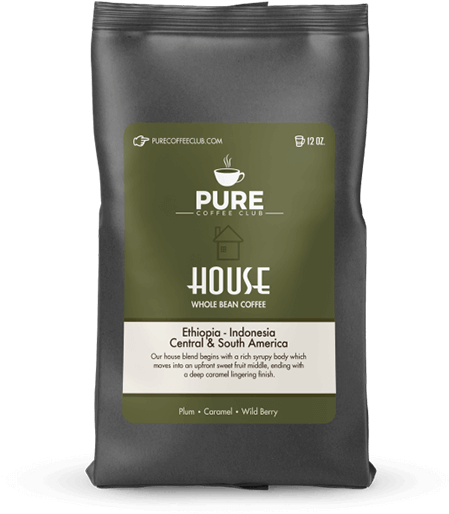 PURECOFFEECLUB.COM 12 OZ.
PURE
COFFEE CLUB
HOUSE
WHOLE BEAN COFFEE
Ethiopia - Indonesia
Central & South America
Our house blend begins with a rich syrupy body which
moves into an upfront sweet fruit middle, ending with
a deep caramel lingering finish.
Plum • Caramel • Wild Berry